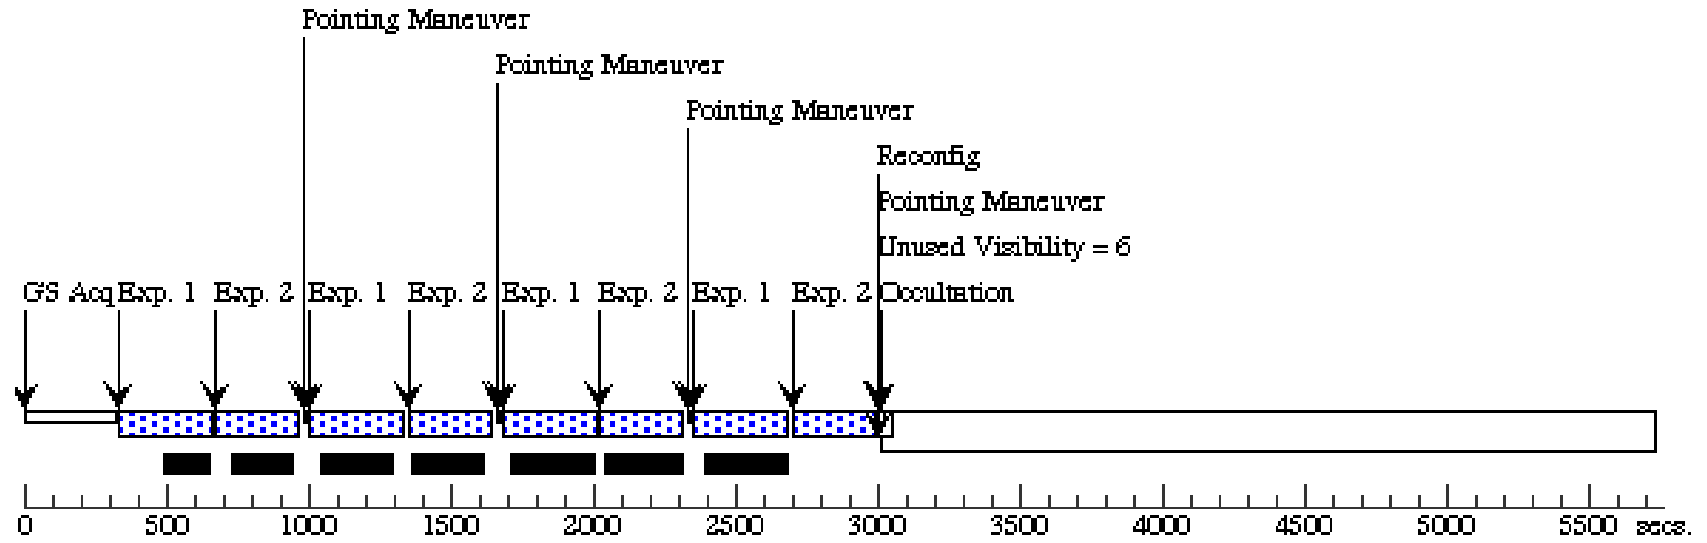 Pointing Maneuver
Pointing Maneuver
Pointing Maneuver
Reconfig
Pointing Maneuver
Unused Visibility = 6
GS Acq Exp. 1 Exp. 2 Exp. 1 Exp. 2 Exp. 1 Exp. 2 Exp. 1 Exp. 2 Occultation
0 500 1000 1500 2000 2500 3000 3500 4000 4500 5000 5500 secs.